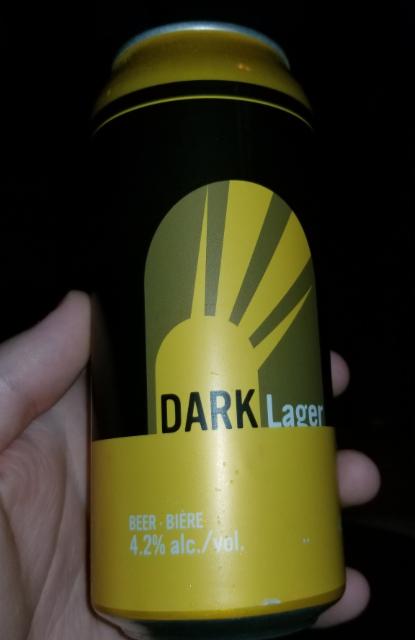 DARK Lager
BEER · BIÈRE
4.2% alc./vol.